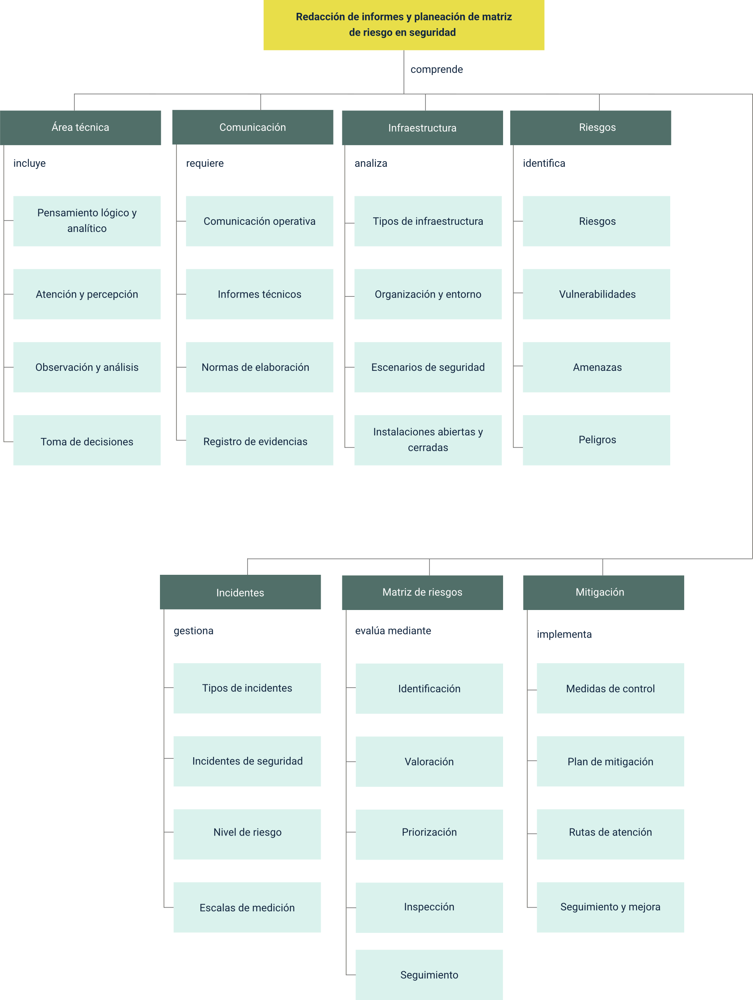 Redacción de informes y planeación de matriz
de riesgo en seguridad
comprende
Área técnica
incluye
Pensamiento lógico y
analítico
Atención y percepción
Observación y análisis
Toma de decisiones
Comunicación
requiere
Comunicación operativa
Informes técnicos
Normas de elaboración
Registro de evidencias
Infraestructura
analiza
Tipos de infraestructura
Organización y entorno
Escenarios de seguridad
Instalaciones abiertas y
cerradas
Riesgos
identifica
Riesgos
Vulnerabilidades
Amenazas
Peligros
Incidentes
gestiona
Tipos de incidentes
Incidentes de seguridad
Nivel de riesgo
Escalas de medición
Matriz de riesgos
evalúa mediante
Identificación
Valoración
Priorización
Inspección
Seguimiento
Mitigación
implementa
Medidas de control
Plan de mitigación
Rutas de atención
Seguimiento y mejora